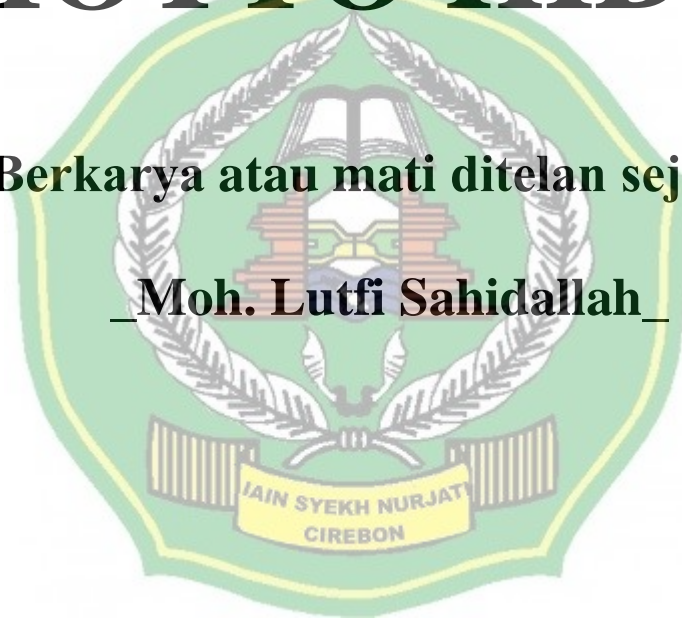 Berkarya atau mati ditelan sej
_Moh. Lutfi Sahidallah_
IAIN SYEKH NURJATI
CIREBON